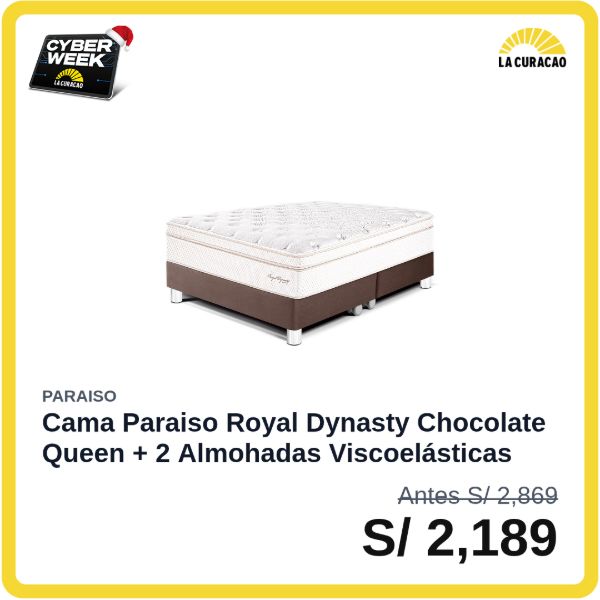 CYBER
WEEK
LA CURACAO
LA CURACAO
PARAISO
Cama Paraiso Royal Dynasty Chocolate
Queen + 2 Almohadas Viscoelásticas
Antes S/ 2,869
S/ 2,189